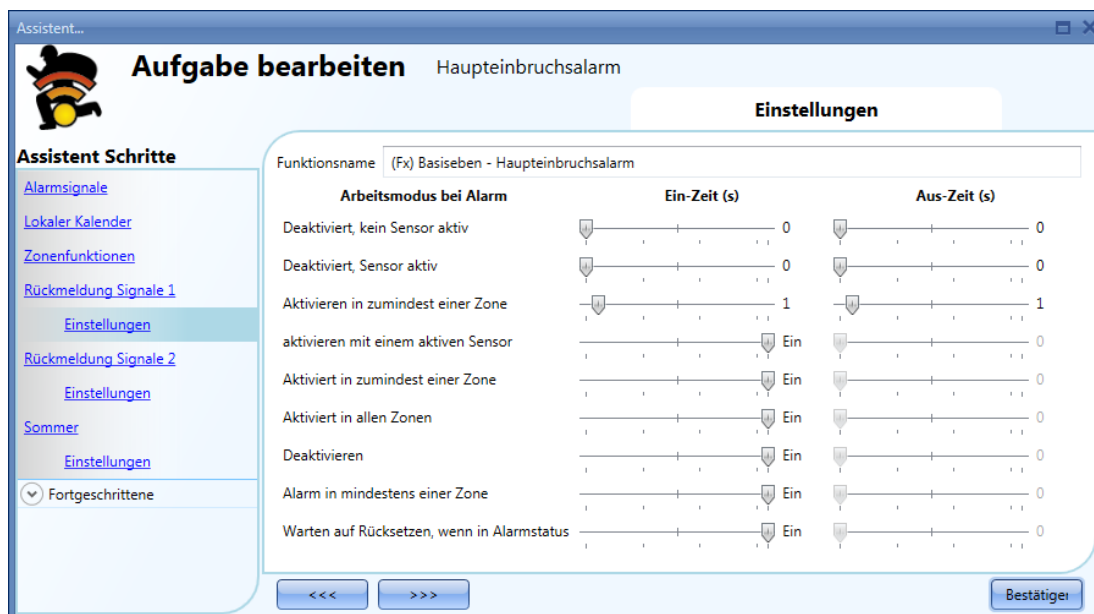 Assistent...
Aufgabe bearbeiten Haupteinbruchsalarm
Einstellungen
Assistent Schritte
Alarmsignale
Lokaler Kalender
Zonenfunktionen
Rückmeldung Signale 1
Einstellungen
Rückmeldung Signale 2
Einstellungen
Sommer
Einstellungen
Fortgeschrittene
Funktionsname (Fx) Basiseben - Haupteinbruchsalarm
Arbeitsmodus bei Alarm Ein-Zeit (s) Aus-Zeit (s)
Deaktiviert, kein Sensor aktiv 0 0
Deaktiviert, Sensor aktiv 0 0
Aktivieren in zumindest einer Zone 1 1
aktivieren mit einem aktiven Sensor Ein 0
Aktiviert in zumindest einer Zone Ein 0
Aktiviert in allen Zonen Ein 0
Deaktivieren Ein 0
Alarm in mindestens einer Zone Ein 0
Warten auf Rücksetzen, wenn in Alarmstatus Ein 0
<<< >>> Bestätiger